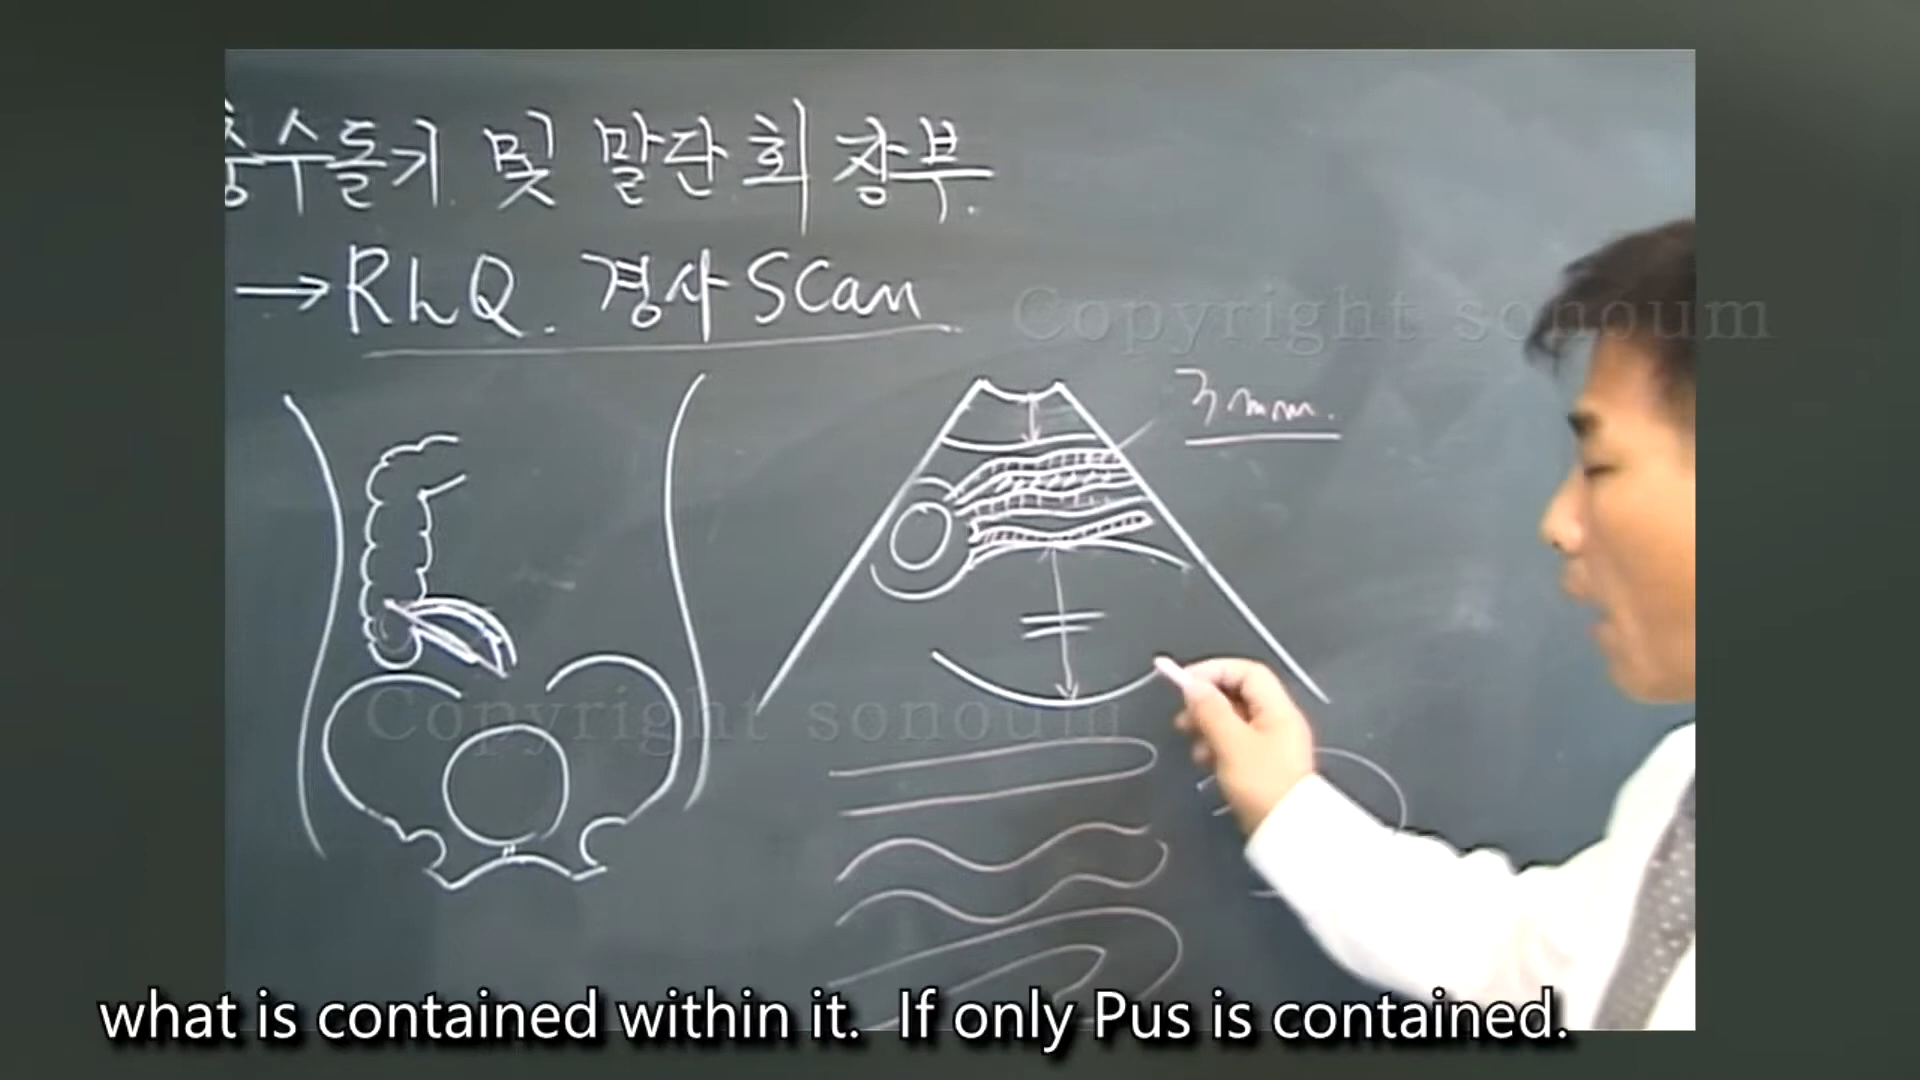 충수돌기 및 말단회장부.
→ RLQ. 경사 Scan
3mm.
Copyright sonoum
Copyright sonoum
what is contained within it. If only Pus is contained.